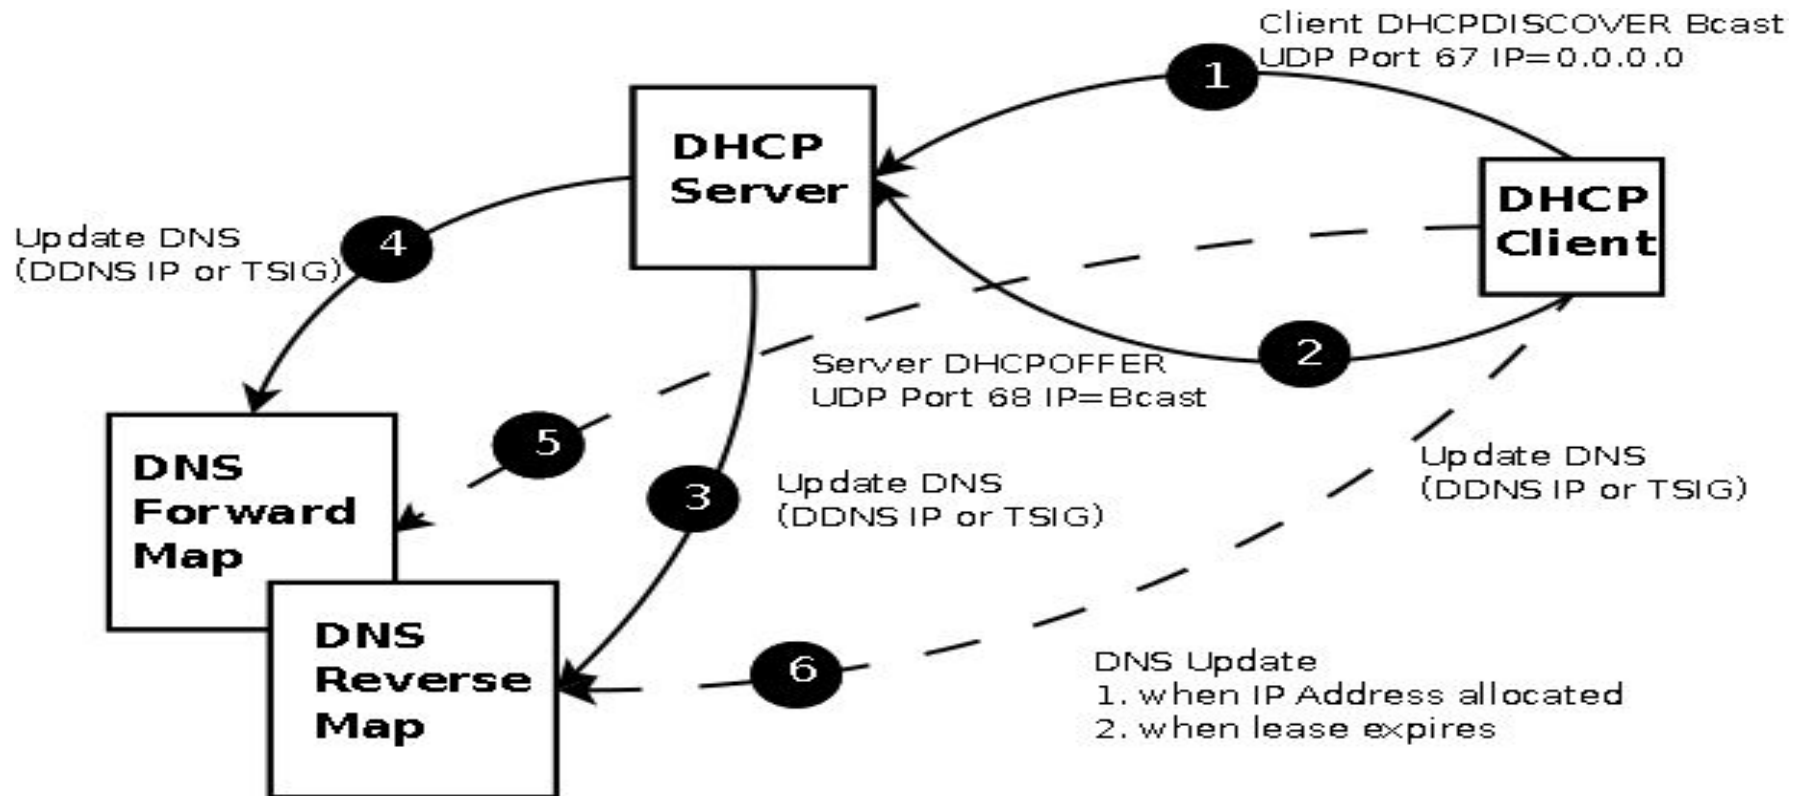 Client DHCPDISCOVER Bcast
UDP Port 67 IP=0.0.0.0
1
DHCP
Server
DHCP
Client
Update DNS
(DDNS IP or TSIG)
4
2
Server DHCPOFFER
UDP Port 68 IP=Bcast
5
3
Update DNS
(DDNS IP or TSIG)
Update DNS
(DDNS IP or TSIG)
DNS
Forward
Map
DNS
Reverse
Map
6
DNS Update
1. when IP Address allocated
2. when lease expires